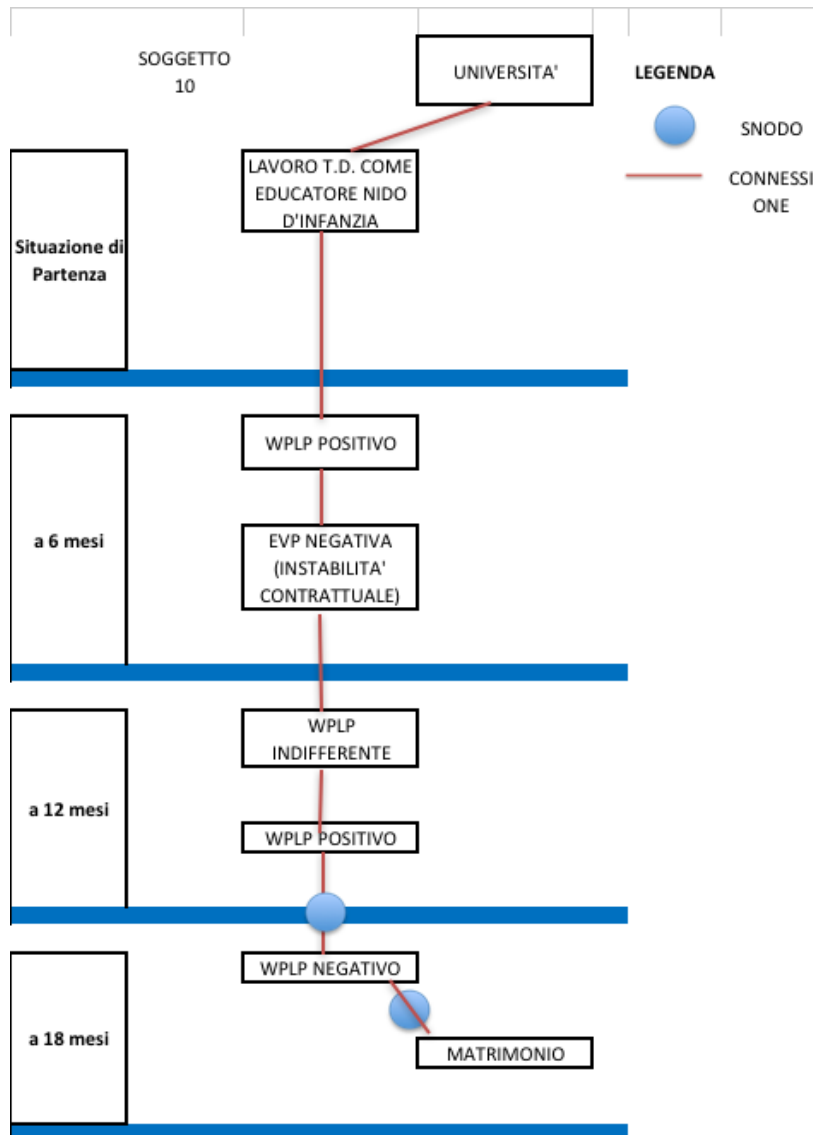 SOGGETTO
10
UNIVERSITA'
LEGENDA
SNODO
CONNESSI
ONE
Situazione di
Partenza
LAVORO T.D. COME
EDUCATORE NIDO
D'INFANZIA
a 6 mesi
WPLP POSITIVO
EVP NEGATIVA
(INSTABILITA'
CONTRATTUALE)
a 12 mesi
WPLP
INDIFFERENTE
WPLP POSITIVO
a 18 mesi
WPLP NEGATIVO
MATRIMONIO